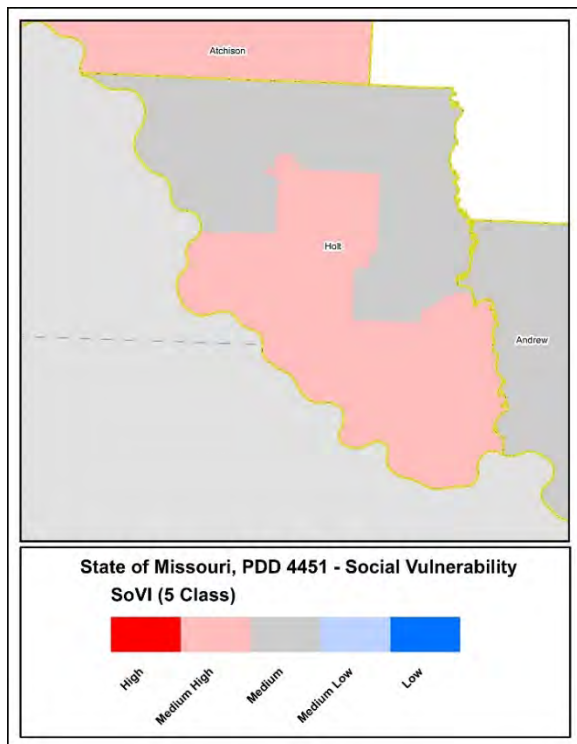 Atchison
Holt
Andrew
State of Missouri, PDD 4451 - Social Vulnerability
SoVI (5 Class)
High
Medium High
Medium
Medium Low
Low